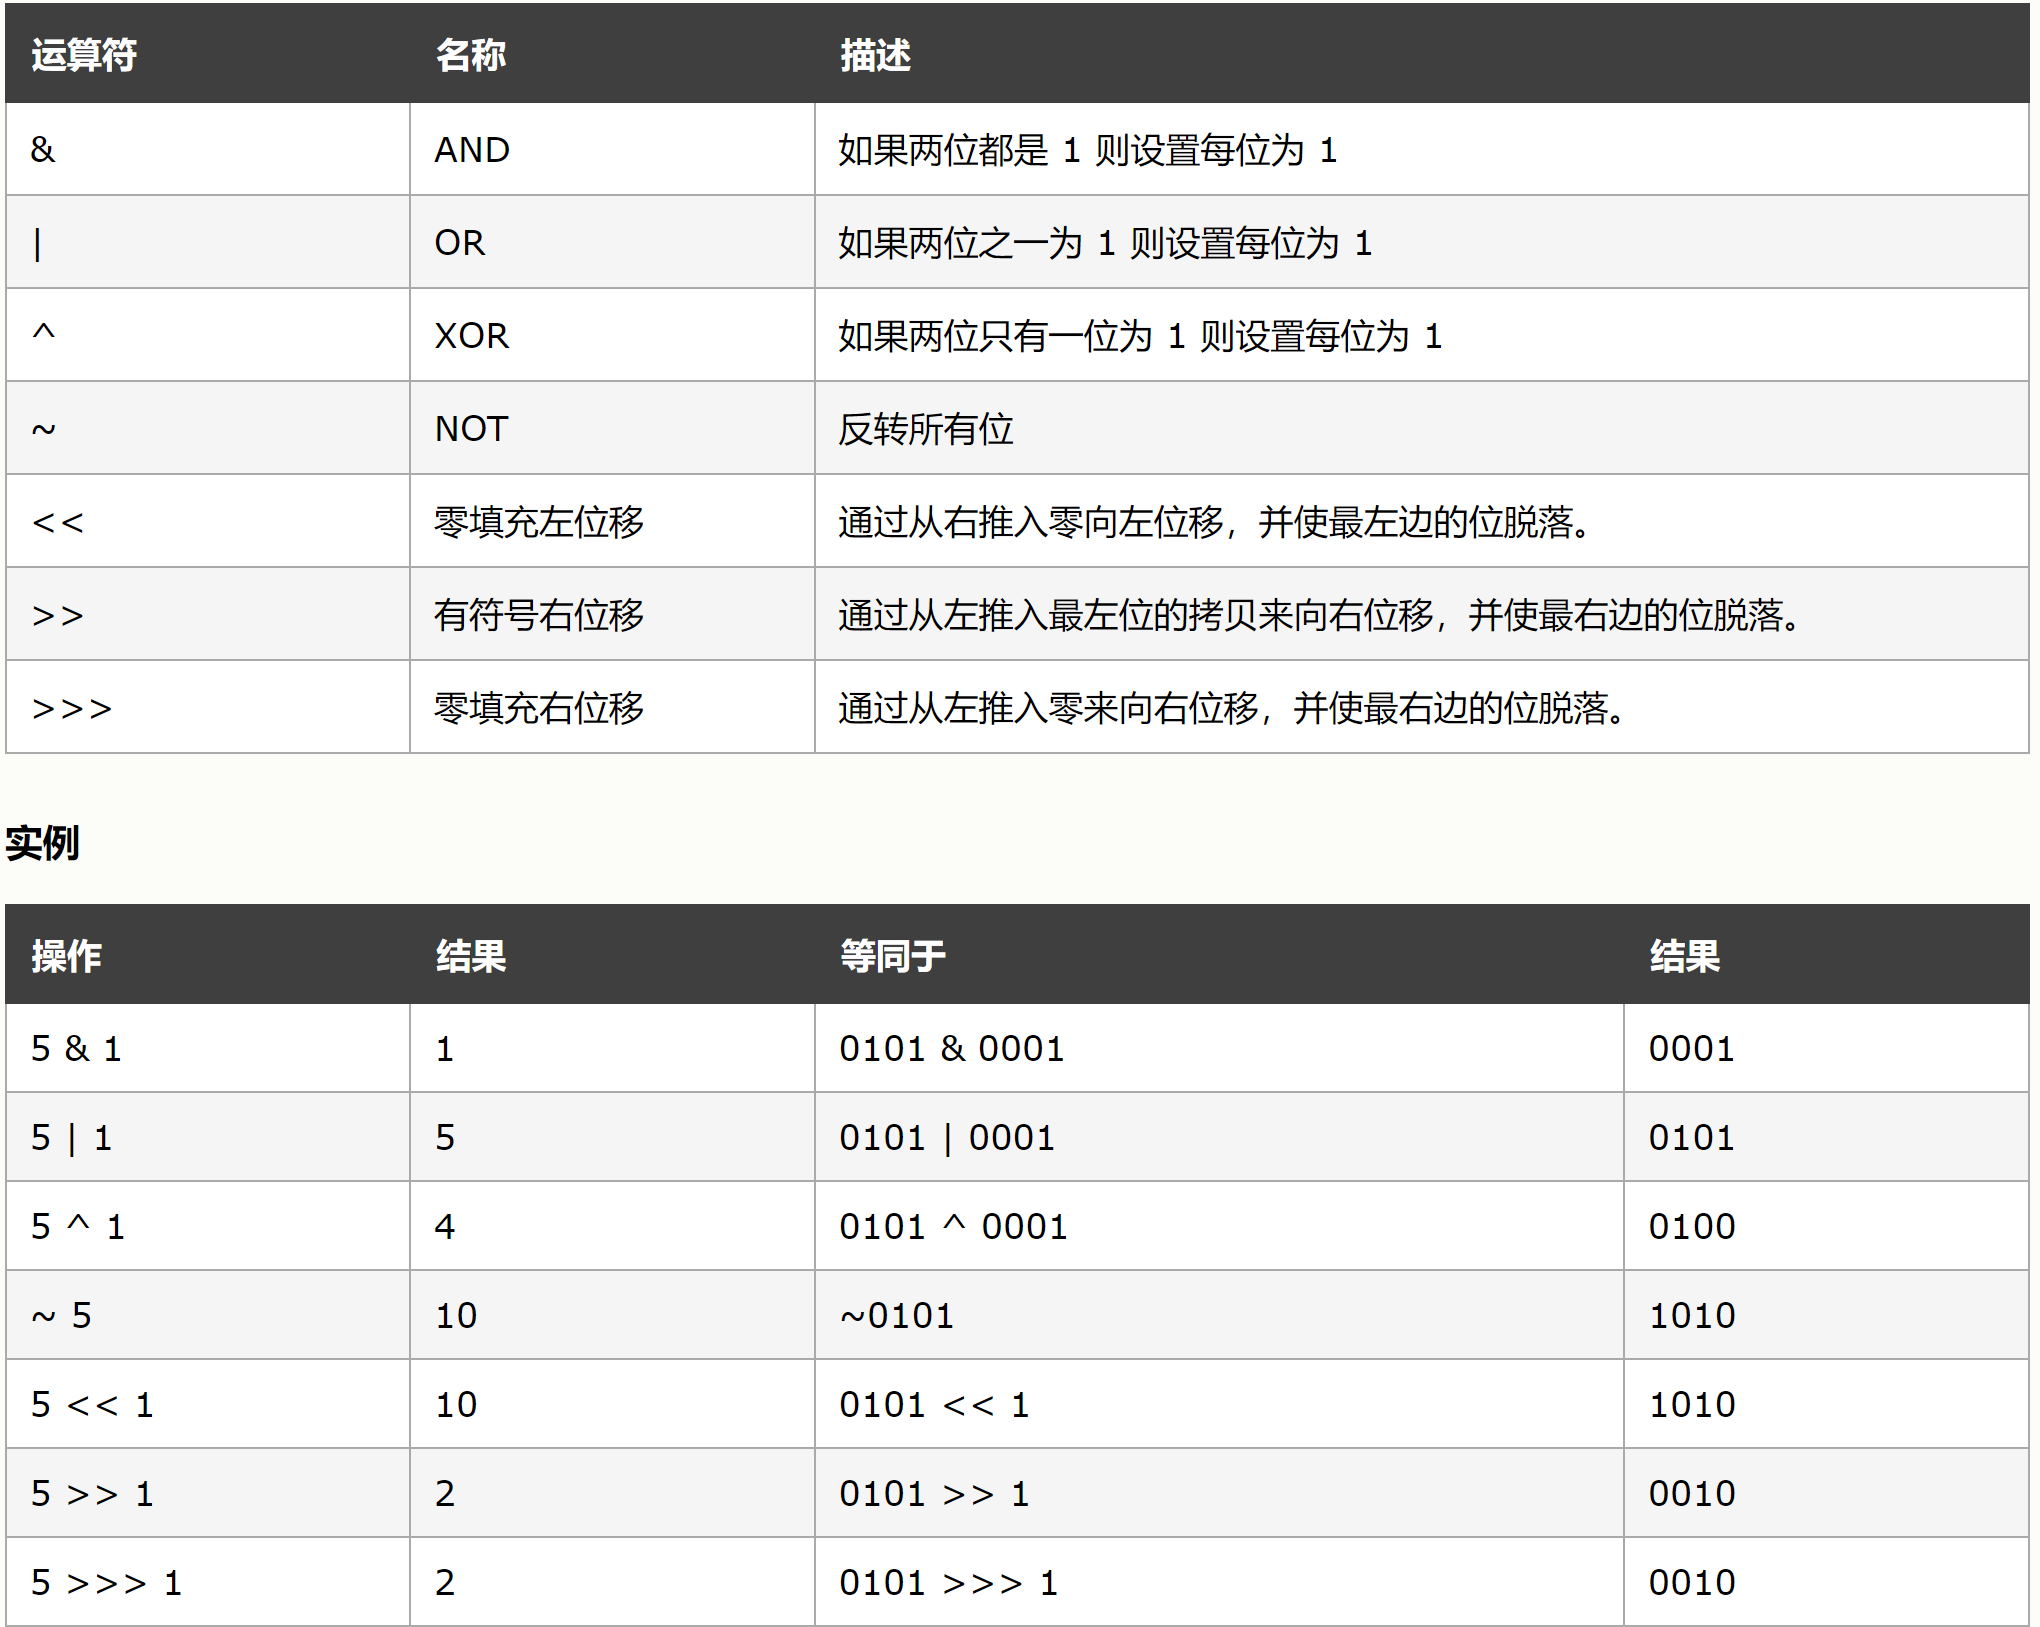 运算符 名称 描述
& AND 如果两位都是 1 则设置每位为 1
| OR 如果两位之一为 1 则设置每位为 1
^ XOR 如果两位只有一位为 1 则设置每位为 1
~ NOT 反转所有位
<< 零填充左位移 通过从右推入零向左位移，并使最左边的位脱落。
>> 有符号右位移 通过从左推入最左位的拷贝来向右位移，并使最右边的位脱落。
>>> 零填充右位移 通过从左推入零来向右位移，并使最右边的位脱落。
实例
操作 结果 等同于 结果
5 & 1 1 0101 & 0001 0001
5 | 1 5 0101 | 0001 0101
5 ^ 1 4 0101 ^ 0001 0100
~ 5 10 ~0101 1010
5 << 1 10 0101 << 1 1010
5 >> 1 2 0101 >> 1 0010
5 >>> 1 2 0101 >>> 1 0010